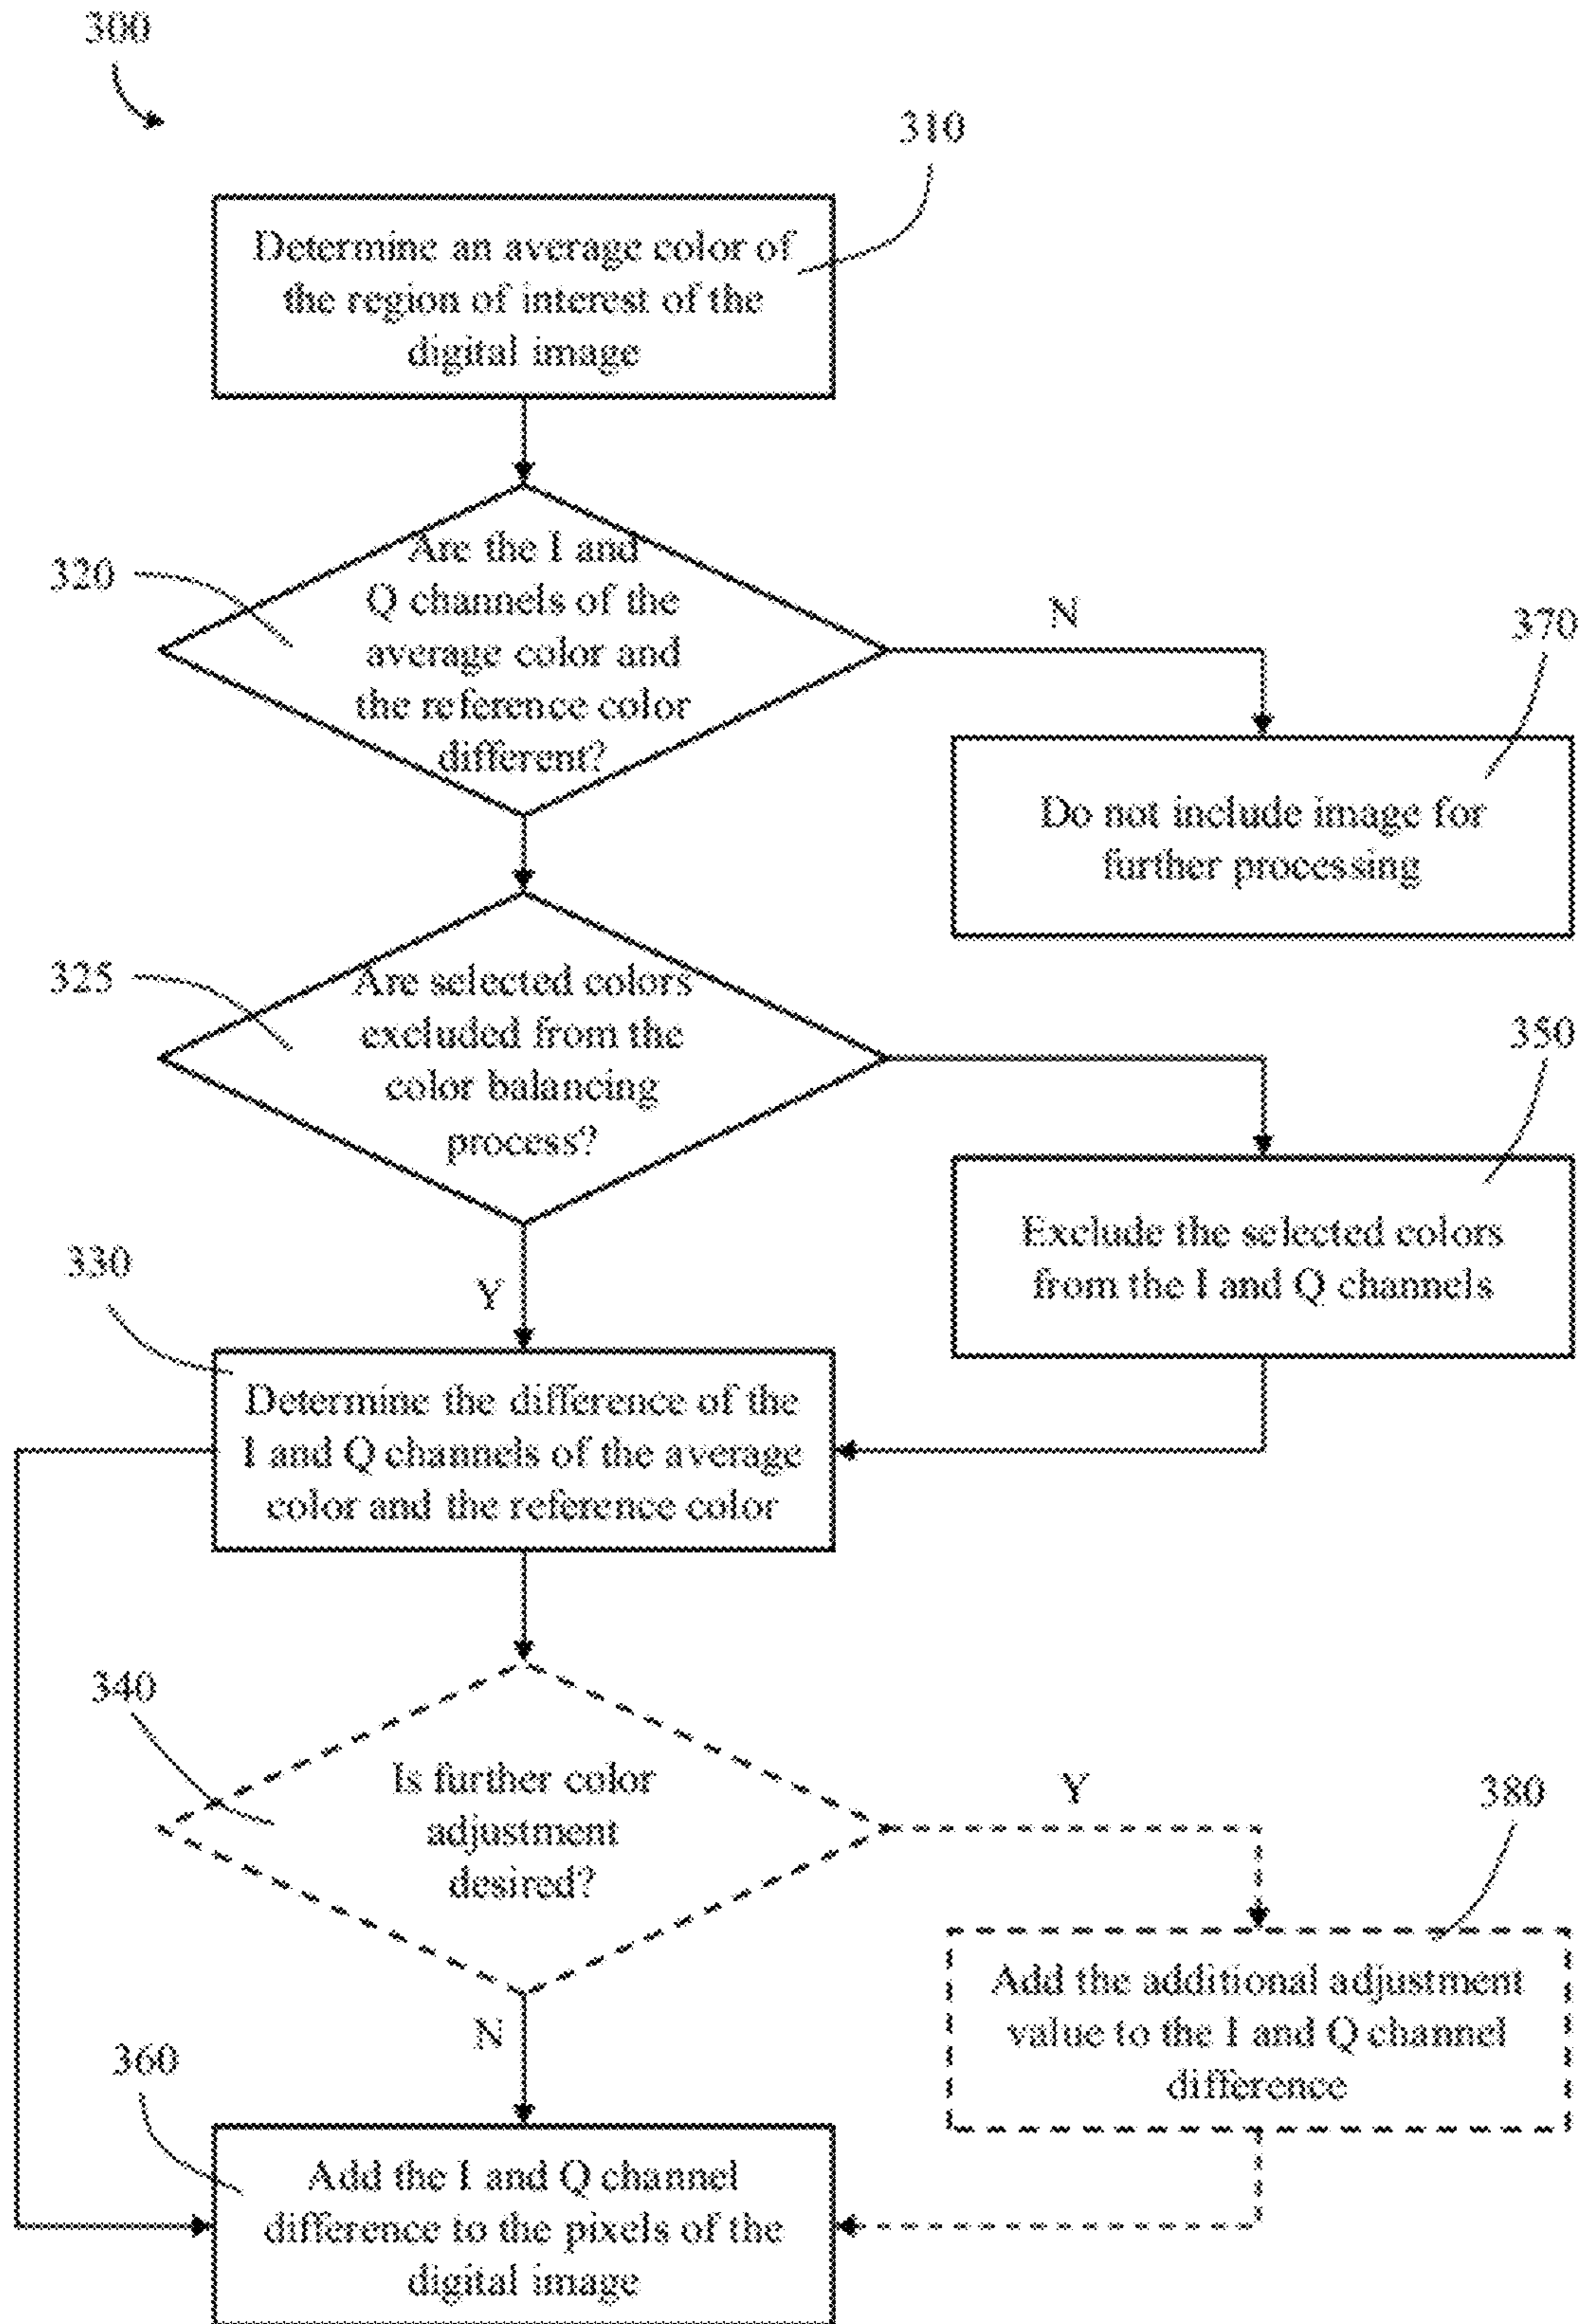 300
310
Determine an average color of
the region of interest of the
digital image
320
Are the I and
Q channels of the
average color and
the reference color
different?
N
370
Do not include image for
further processing
325
Are selected colors
excluded from the
color balancing
process?
350
Exclude the selected colors
from the I and Q channels
330
Y
Determine the difference of the
I and Q channels of the average
color and the reference color
340
Is further color
adjustment
desired?
Y
380
Add the additional adjustment
value to the I and Q channel
difference
N
360
Add the I and Q channel
difference to the pixels of the
digital image